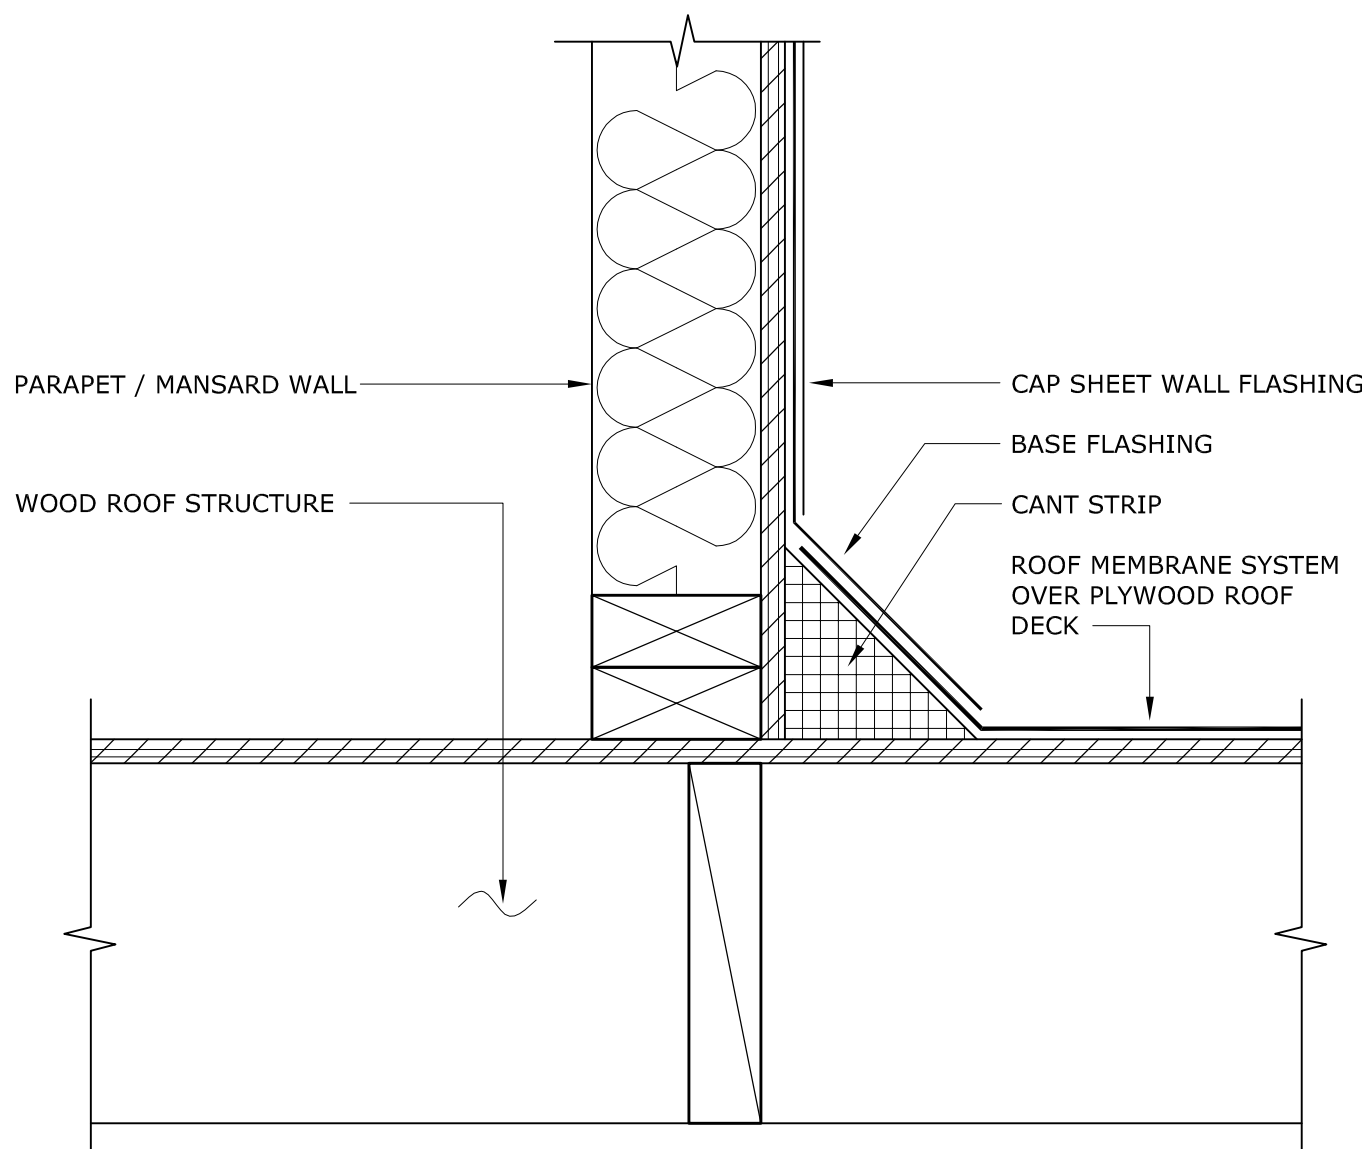 PARAPET / MANSARD WALL
WOOD ROOF STRUCTURE
CAP SHEET WALL FLASHING
BASE FLASHING
CANT STRIP
ROOF MEMBRANE SYSTEM
OVER PLYWOOD ROOF
DECK